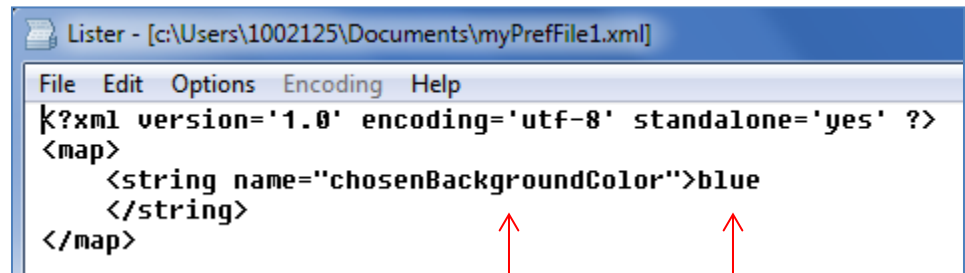 Lister - [c:\Users\1002125\Documents\myPrefFile1.xml]
File Edit Options Encoding Help
<?xml version='1.0' encoding='utf-8' standalone='yes' ?>
<map>
    <string name="chosenBackgroundColor">blue
    </string>
</map>